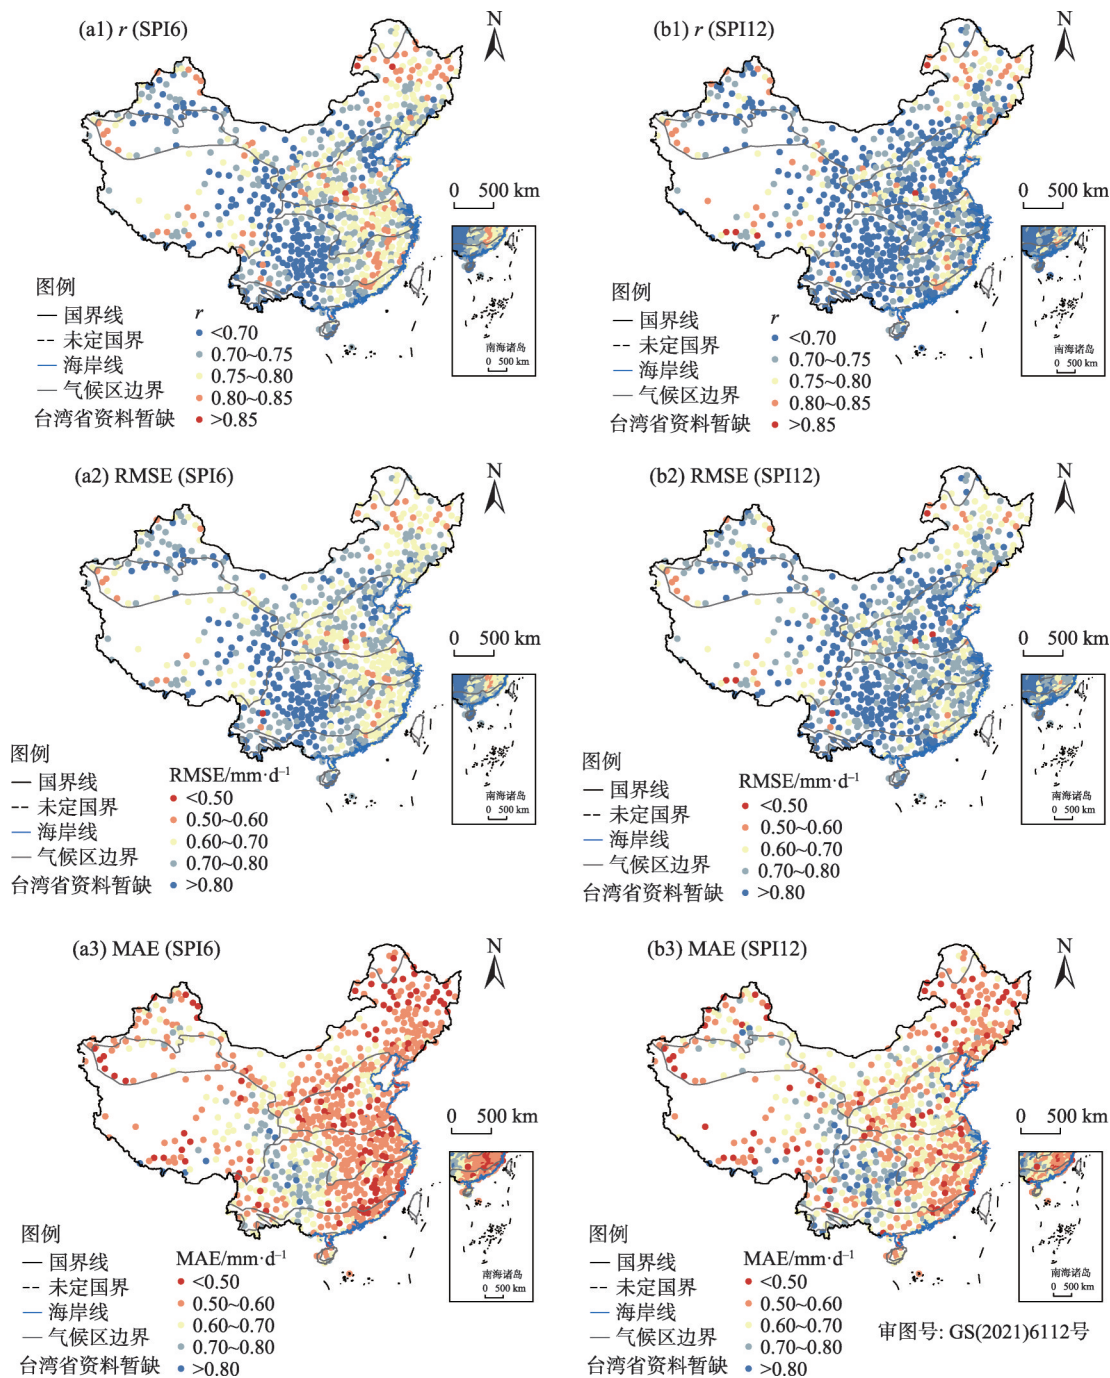 (a1) r (SPI6)
N
0 500 km
图例
国界线
未定国界
海岸线
气候区边界
台湾省资料暂缺
r
<0.70
0.70~0.75
0.75~0.80
0.80~0.85
>0.85
南海诸岛
0 500 km
(b1) r (SPI12)
N
0 500 km
图例
国界线
未定国界
海岸线
气候区边界
台湾省资料暂缺
r
<0.70
0.70~0.75
0.75~0.80
0.80~0.85
>0.85
南海诸岛
0 500 km
(a2) RMSE (SPI6)
N
0 500 km
图例
国界线
未定国界
海岸线
气候区边界
台湾省资料暂缺
RMSE/mm·d⁻¹
<0.50
0.50~0.60
0.60~0.70
0.70~0.80
>0.80
南海诸岛
0 500 km
(b2) RMSE (SPI12)
N
0 500 km
图例
国界线
未定国界
海岸线
气候区边界
台湾省资料暂缺
RMSE/mm·d⁻¹
<0.50
0.50~0.60
0.60~0.70
0.70~0.80
>0.80
南海诸岛
0 500 km
(a3) MAE (SPI6)
N
0 500 km
图例
国界线
未定国界
海岸线
气候区边界
台湾省资料暂缺
MAE/mm·d⁻¹
<0.50
0.50~0.60
0.60~0.70
0.70~0.80
>0.80
南海诸岛
0 500 km
(b3) MAE (SPI12)
N
0 500 km
图例
国界线
未定国界
海岸线
气候区边界
台湾省资料暂缺
MAE/mm·d⁻¹
<0.50
0.50~0.60
0.60~0.70
0.70~0.80
>0.80
南海诸岛
0 500 km
审图号: GS(2021)6112号